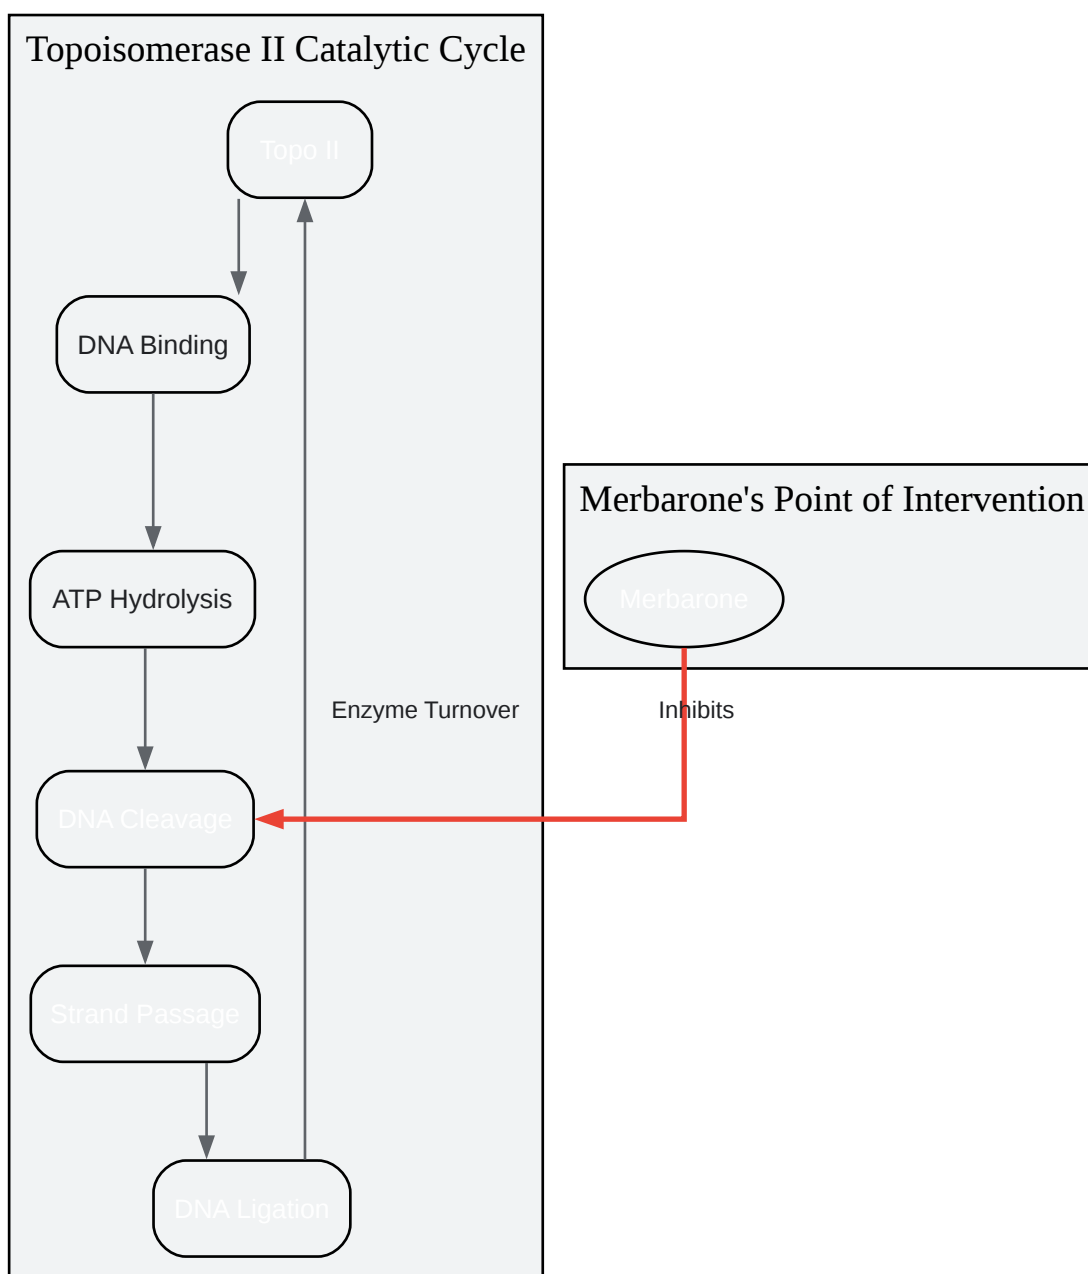 Topoisomerase II Catalytic Cycle
Topo II
DNA Binding
Merbarone's Point of Intervention
ATP Hydrolysis
Merbarone
Enzyme Turnover
Inhibits
DNA Cleavage
Strand Passage
DNA Ligation